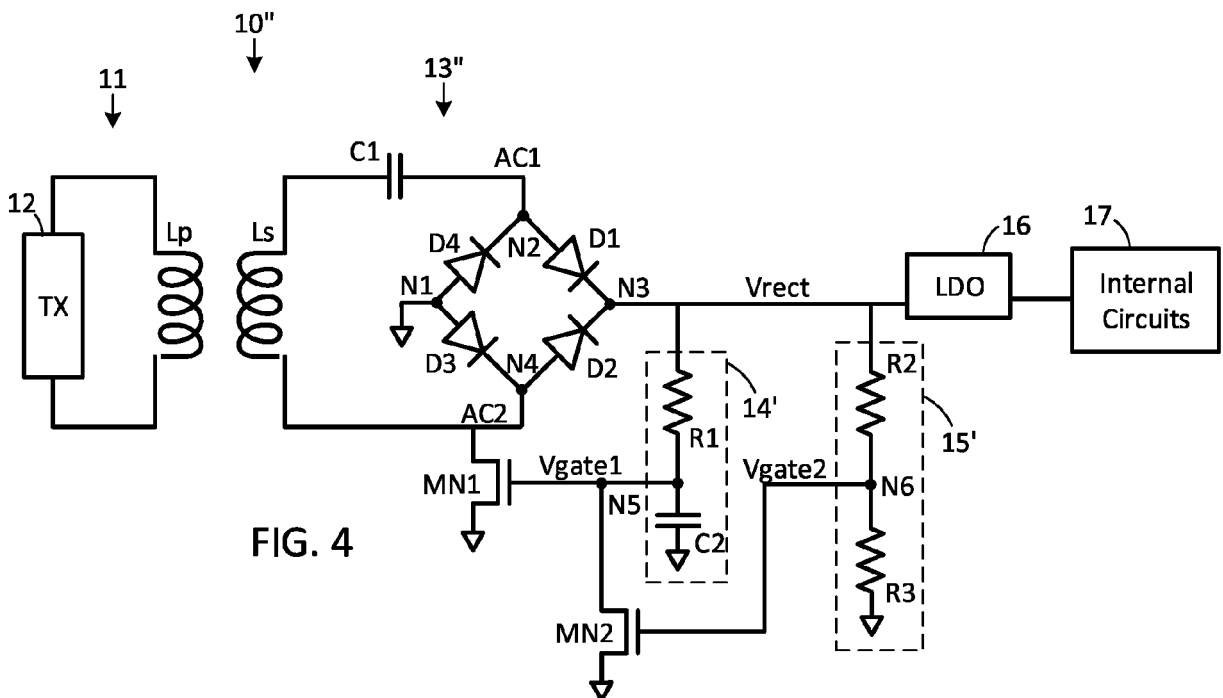 10"
11
13"
C1
AC1
12
Lp
Ls
D4
N2
D1
16
17
TX
N1
N3
Vrect
LDO
Internal
Circuits
D3
N4
D2
R2
14'
15'
AC2
R1
Vgate1
Vgate2
MN1
N5
N6
C2
FIG. 4
R3
MN2